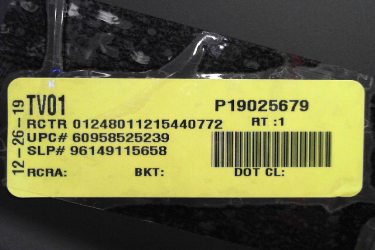 12-26-19
TV01 P19025679
RCTR 01248011215440772 RT :1
UPC# 60958525239
SLP# 96149115658
RCRA: BKT: DOT CL: